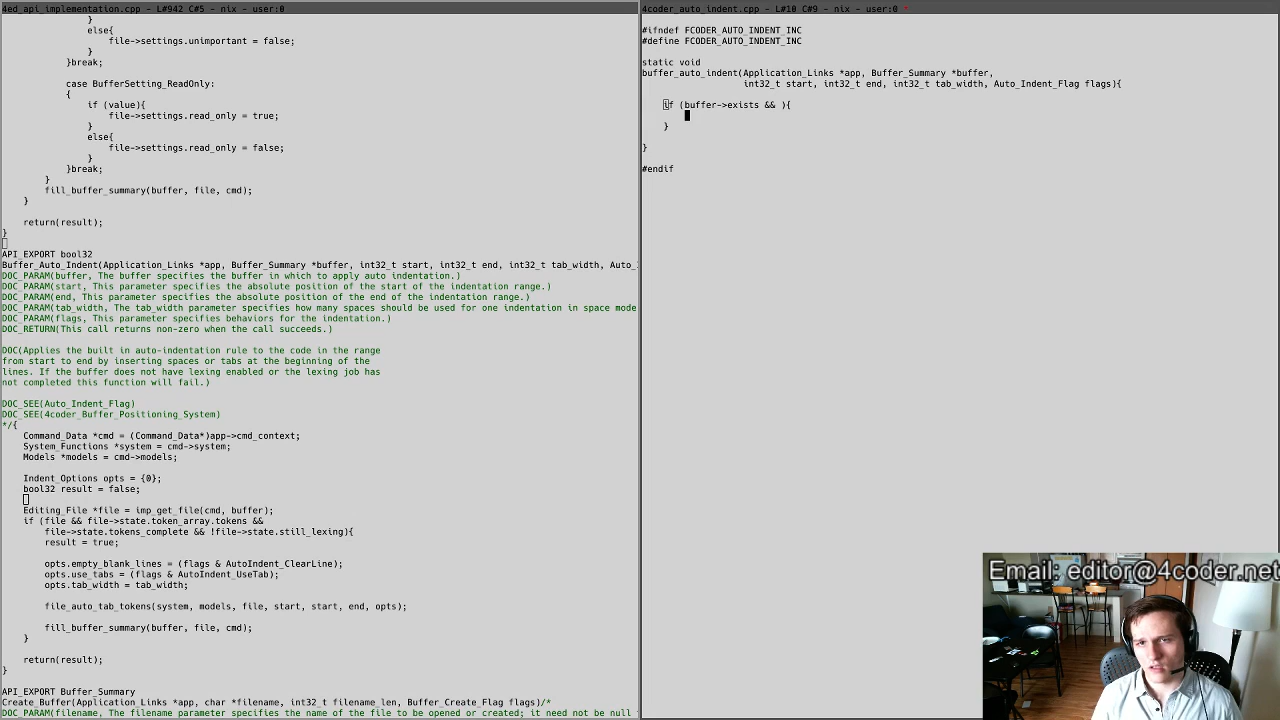 4ed_api_implementation.cpp - L#942 C#5 - nix - user:0
}
else{
file->settings.unimportant = false;
}
}break;
case BufferSetting_ReadOnly:
{
if (value){
file->settings.read_only = true;
}
else{
file->settings.read_only = false;
}
}break;
}
fill_buffer_summary(buffer, file, cmd);
}
return(result);
}
API_EXPORT bool32
Buffer_Auto_Indent(Application_Links *app, Buffer_Summary *buffer, int32_t start, int32_t end, int32_t tab_width, Auto_
DOC_PARAM(buffer, The buffer specifies the buffer in which to apply auto indentation.)
DOC_PARAM(start, This parameter specifies the absolute position of the start of the indentation range.)
DOC_PARAM(end, This parameter specifies the absolute position of the end of the indentation range.)
DOC_PARAM(tab_width, The tab_width parameter specifies how many spaces should be used for one indentation in space mode
DOC_PARAM(flags, This parameter specifies behaviors for the indentation.)
DOC_RETURN(This call returns non-zero when the call succeeds.)
DOC(Applies the built in auto-indentation rule to the code in the range
from start to end by inserting spaces or tabs at the beginning of the
lines. If the buffer does not have lexing enabled or the lexing job has
not completed this function will fail.)
DOC_SEE(Auto_Indent_Flag)
DOC_SEE(4coder_Buffer_Positioning_System)
*/{
Command_Data *cmd = (Command_Data*)app->cmd_context;
System_Functions *system = cmd->system;
Models *models = cmd->models;
Indent_Options opts = {0};
bool32 result = false;
Editing_File *file = imp_get_file(cmd, buffer);
if (file && file->state.token_array.tokens &&
file->state.tokens_complete && !file->state.still_lexing){
result = true;
opts.empty_blank_lines = (flags & AutoIndent_ClearLine);
opts.use_tabs = (flags & AutoIndent_UseTab);
opts.tab_width = tab_width;
file_auto_tab_tokens(system, models, file, start, start, end, opts);
fill_buffer_summary(buffer, file, cmd);
}
return(result);
}
API_EXPORT Buffer_Summary
Create_Buffer(Application_Links *app, char *filename, int32_t filename_len, Buffer_Create_Flag flags)/*
DOC_PARAM(filename, The filename parameter specifies the name of the file to be opened or created; it need not be null
4coder_auto_indent.cpp - L#10 C#9 - nix - user:0 *
#ifndef FCODER_AUTO_INDENT_INC
#define FCODER_AUTO_INDENT_INC
static void
buffer_auto_indent(Application_Links *app, Buffer_Summary *buffer,
int32_t start, int32_t end, int32_t tab_width, Auto_Indent_Flag flags){
if (buffer->exists && ){
}
}
#endif
Email: editor@4coder.net